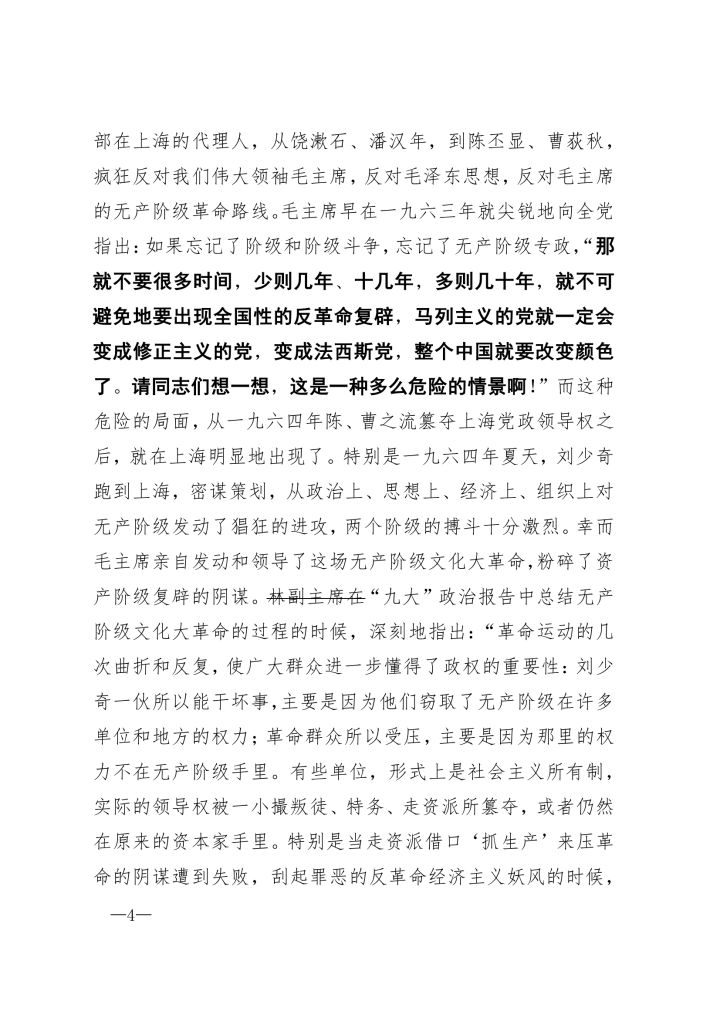 部在上海的代理人，从饶漱石、潘汉年，到陈丕显、曹荻秋，
疯狂反对我们伟大领袖毛主席，反对毛泽东思想，反对毛主席
的无产阶级革命路线。毛主席早在一九六三年就尖锐地向全党
指出：如果忘记了阶级和阶级斗争，忘记了无产阶级专政，“那
就不要很多时间，少则几年、十几年，多则几十年，就不可
避免地要出现全国性的反革命复辟，马列主义的党就一定会
变成修正主义的党，变成法西斯党，整个中国就要改变颜色
了。请同志们想一想，这是一种多么危险的情景啊！”而这种
危险的局面，从一九六四年陈、曹之流篡夺上海党政领导权之
后，就在上海明显地出现了。特别是一九六四年夏天，刘少奇
跑到上海，密谋策划，从政治上、思想上、经济上、组织上对
无产阶级发动了猖狂的进攻，两个阶级的搏斗十分激烈。幸而
毛主席亲自发动和领导了这场无产阶级文化大革命，粉碎了资
产阶级复辟的阴谋。林副主席在“九大”政治报告中总结无产
阶级文化大革命的过程的时候，深刻地指出：“革命运动的几
次曲折和反复，使广大群众进一步懂得了政权的重要性：刘少
奇一伙所以能干坏事，主要是因为他们窃取了无产阶级在许多
单位和地方的权力；革命群众所以受压，主要是因为那里的权
力不在无产阶级手里。有些单位，形式上是社会主义所有制，
实际的领导权被一小撮叛徒、特务、走资派所篡夺，或者仍然
在原来的资本家手里。特别是当走资派借口‘抓生产’来压革
命的阴谋遭到失败，刮起罪恶的反革命经济主义妖风的时候，
—4—